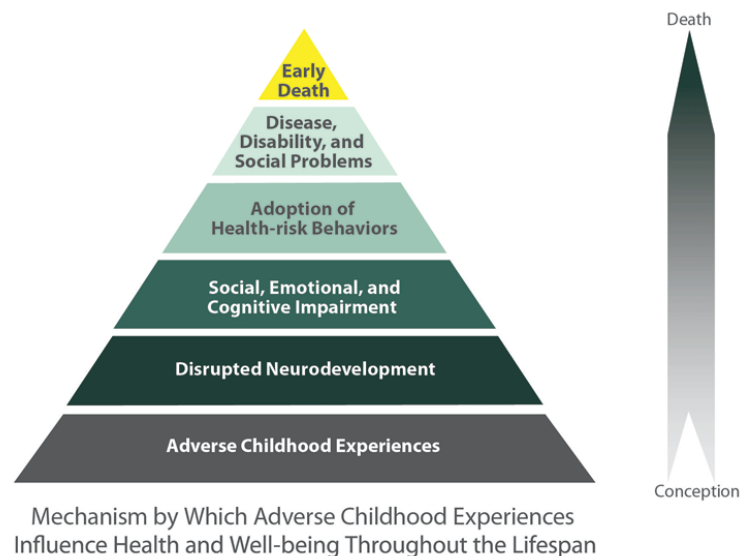 Death
Early
Death
Disease,
Disability, and
Social Problems
Adoption of
Health-risk Behaviors
Social, Emotional, and
Cognitive Impairment
Disrupted Neurodevelopment
Adverse Childhood Experiences
Conception
Mechanism by Which Adverse Childhood Experiences
Influence Health and Well-being Throughout the Lifespan